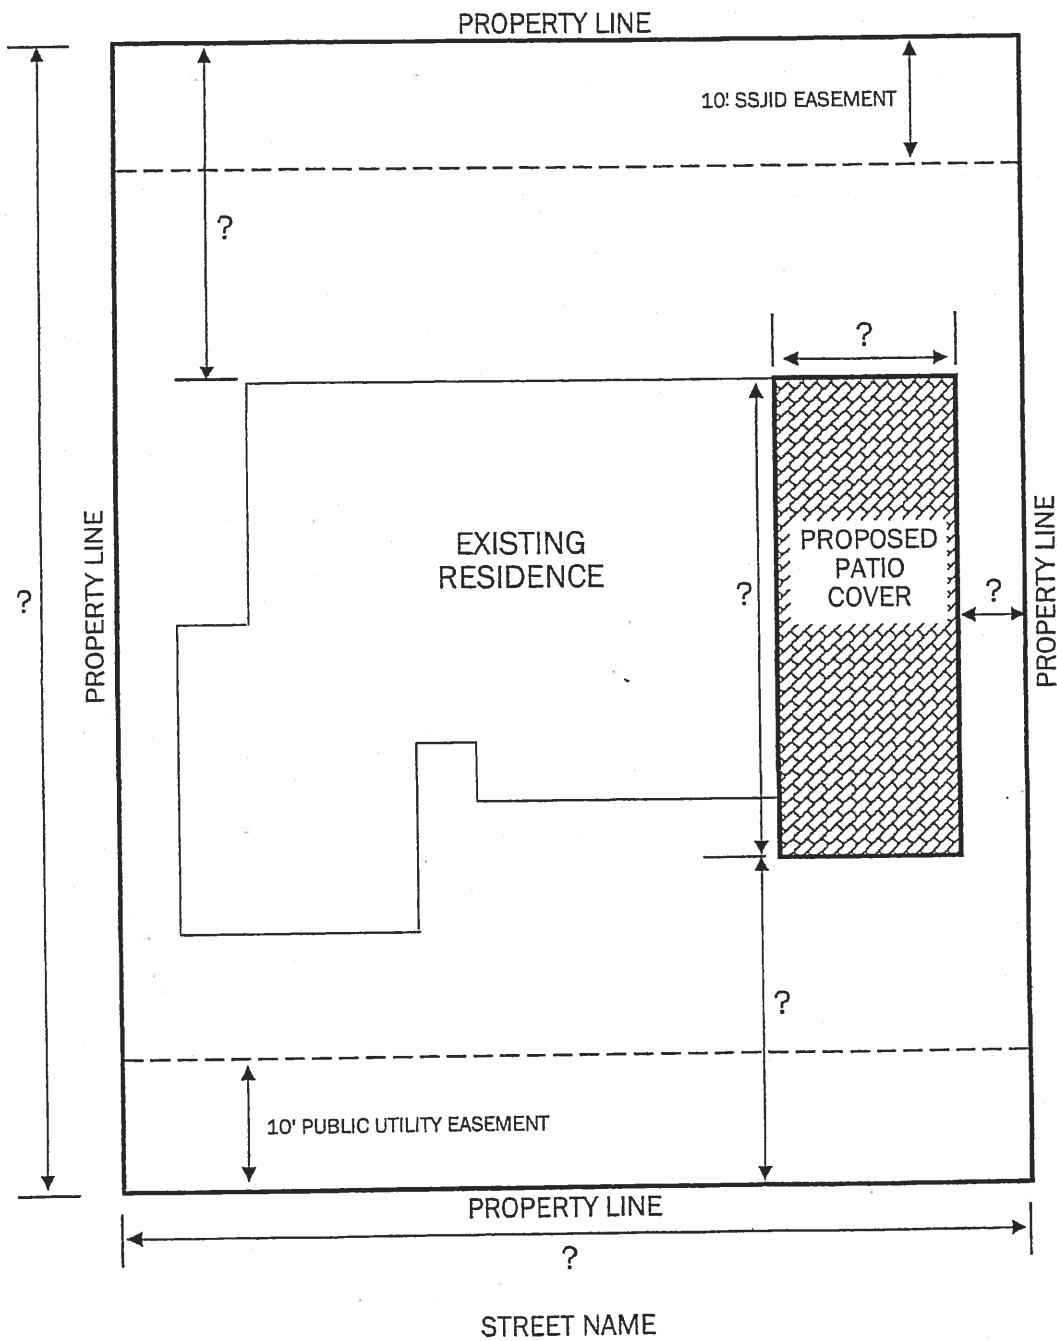 PROPERTY LINE
10' SSJID EASEMENT
?
?
EXISTING
RESIDENCE
PROPOSED
PATIO
COVER
?
?
?
PROPERTY LINE
PROPERTY LINE
?
10' PUBLIC UTILITY EASEMENT
PROPERTY LINE
?
STREET NAME